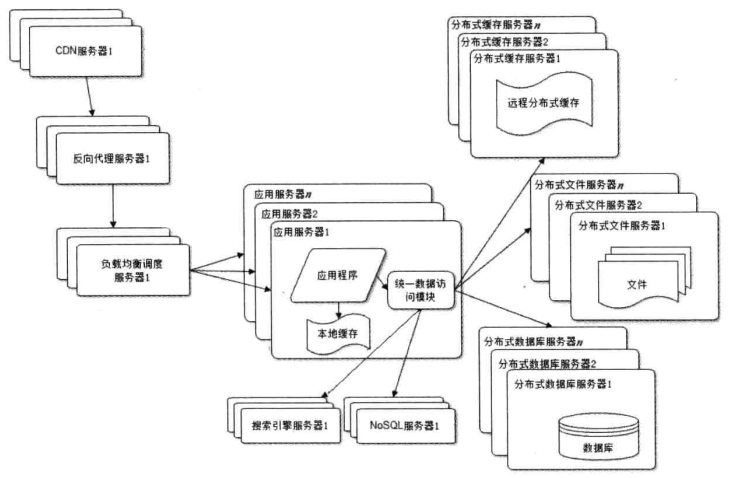 CDN服务器1
反向代理服务器1
负载均衡调度
服务器1
应用服务器n
应用服务器2
应用服务器1
应用程序
本地缓存
统一数据访
问模块
搜索引擎服务器1
NoSQL服务器1
分布式缓存服务器n
分布式缓存服务器2
分布式缓存服务器1
远程分布式缓存
分布式文件服务器n
分布式文件服务器2
分布式文件服务器1
文件
分布式数据库服务器n
分布式数据库服务器2
分布式数据库服务器1
数据库